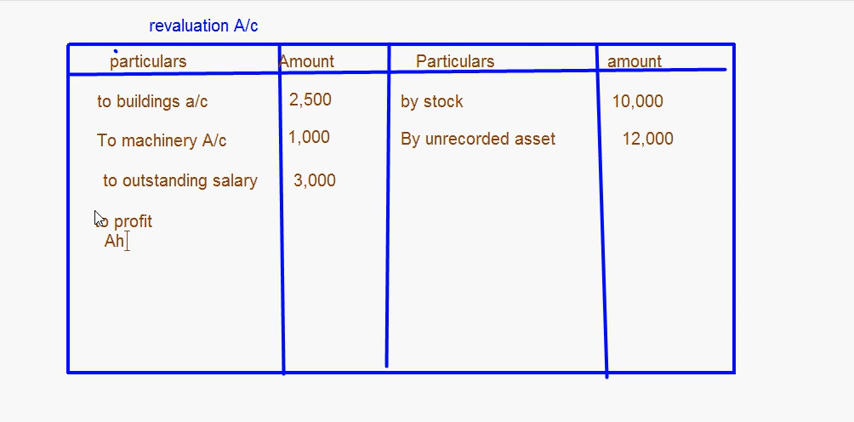 revaluation A/c
particulars Amount Particulars amount
to buildings a/c 2,500 by stock 10,000
To machinery A/c 1,000 By unrecorded asset 12,000
to outstanding salary 3,000
to profit
Ah